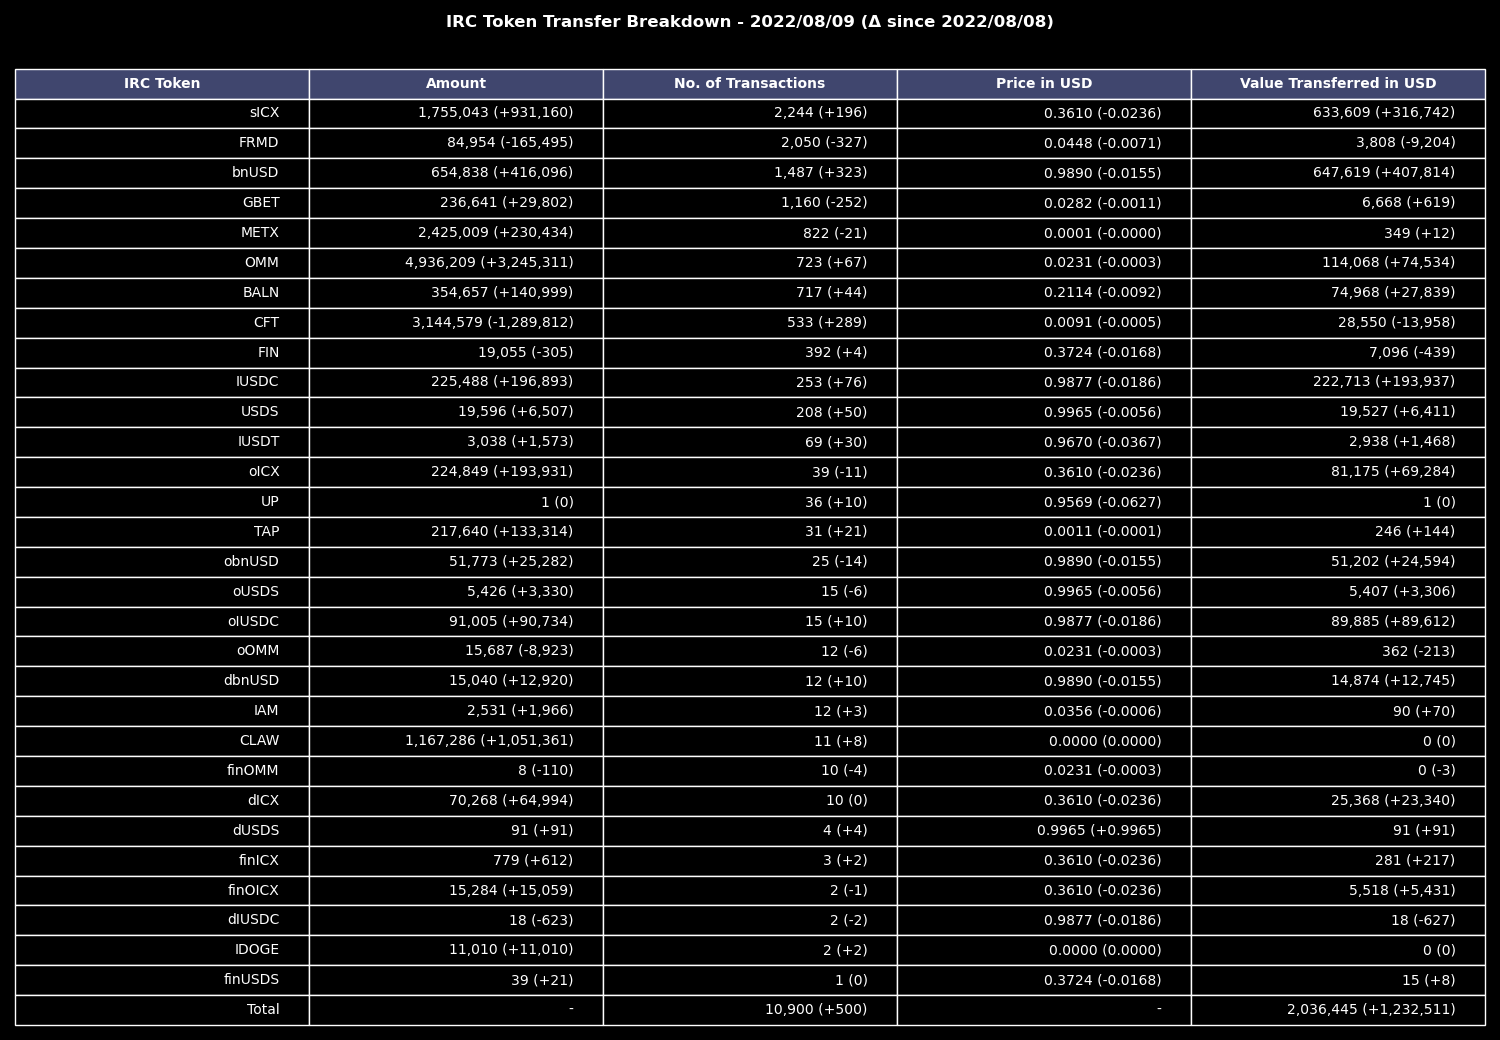 IRC Token Transfer Breakdown - 2022/08/09 (Δ since 2022/08/08)
IRC Token Amount No. of Transactions Price in USD Value Transferred in USD
sICX 1,755,043 (+931,160) 2,244 (+196) 0.3610 (-0.0236) 633,609 (+316,742)
FRMD 84,954 (-165,495) 2,050 (-327) 0.0448 (-0.0071) 3,808 (-9,204)
bnUSD 654,838 (+416,096) 1,487 (+323) 0.9890 (-0.0155) 647,619 (+407,814)
GBET 236,641 (+29,802) 1,160 (-252) 0.0282 (-0.0011) 6,668 (+619)
METX 2,425,009 (+230,434) 822 (-21) 0.0001 (-0.0000) 349 (+12)
OMM 4,936,209 (+3,245,311) 723 (+67) 0.0231 (-0.0003) 114,068 (+74,534)
BALN 354,657 (+140,999) 717 (+44) 0.2114 (-0.0092) 74,968 (+27,839)
CFT 3,144,579 (-1,289,812) 533 (+289) 0.0091 (-0.0005) 28,550 (-13,958)
FIN 19,055 (-305) 392 (+4) 0.3724 (-0.0168) 7,096 (-439)
IUSDC 225,488 (+196,893) 253 (+76) 0.9877 (-0.0186) 222,713 (+193,937)
USDS 19,596 (+6,507) 208 (+50) 0.9965 (-0.0056) 19,527 (+6,411)
IUSDT 3,038 (+1,573) 69 (+30) 0.9670 (-0.0367) 2,938 (+1,468)
oICX 224,849 (+193,931) 39 (-11) 0.3610 (-0.0236) 81,175 (+69,284)
UP 1 (0) 36 (+10) 0.9569 (-0.0627) 1 (0)
TAP 217,640 (+133,314) 31 (+21) 0.0011 (-0.0001) 246 (+144)
obnUSD 51,773 (+25,282) 25 (-14) 0.9890 (-0.0155) 51,202 (+24,594)
oUSDS 5,426 (+3,330) 15 (-6) 0.9965 (-0.0056) 5,407 (+3,306)
oIUSDC 91,005 (+90,734) 15 (+10) 0.9877 (-0.0186) 89,885 (+89,612)
oOMM 15,687 (-8,923) 12 (-6) 0.0231 (-0.0003) 362 (-213)
dbnUSD 15,040 (+12,920) 12 (+10) 0.9890 (-0.0155) 14,874 (+12,745)
IAM 2,531 (+1,966) 12 (+3) 0.0356 (-0.0006) 90 (+70)
CLAW 1,167,286 (+1,051,361) 11 (+8) 0.0000 (0.0000) 0 (0)
finOMM 8 (-110) 10 (-4) 0.0231 (-0.0003) 0 (-3)
dICX 70,268 (+64,994) 10 (0) 0.3610 (-0.0236) 25,368 (+23,340)
dUSDS 91 (+91) 4 (+4) 0.9965 (+0.9965) 91 (+91)
finICX 779 (+612) 3 (+2) 0.3610 (-0.0236) 281 (+217)
finOICX 15,284 (+15,059) 2 (-1) 0.3610 (-0.0236) 5,518 (+5,431)
dIUSDC 18 (-623) 2 (-2) 0.9877 (-0.0186) 18 (-627)
IDOGE 11,010 (+11,010) 2 (+2) 0.0000 (0.0000) 0 (0)
finUSDS 39 (+21) 1 (0) 0.3724 (-0.0168) 15 (+8)
Total - 10,900 (+500) - 2,036,445 (+1,232,511)